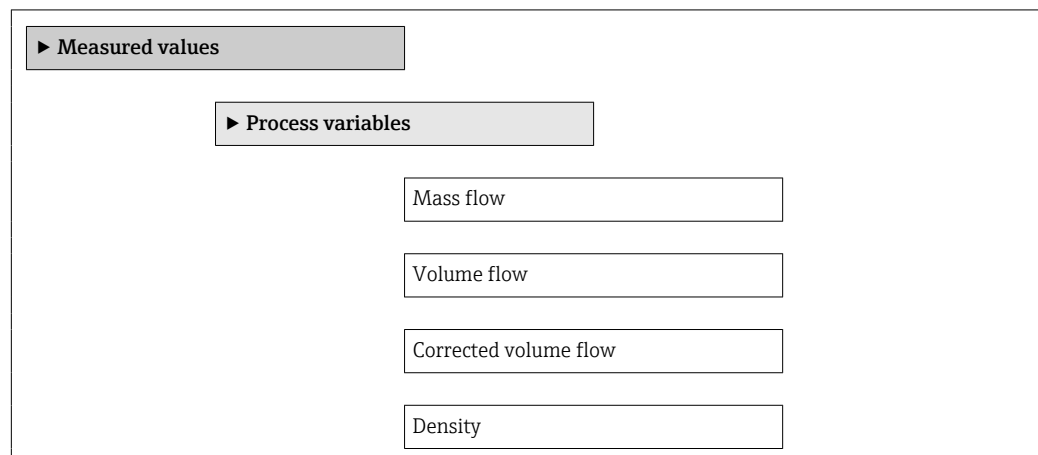 ▶ Measured values
▶ Process variables
Mass flow
Volume flow
Corrected volume flow
Density